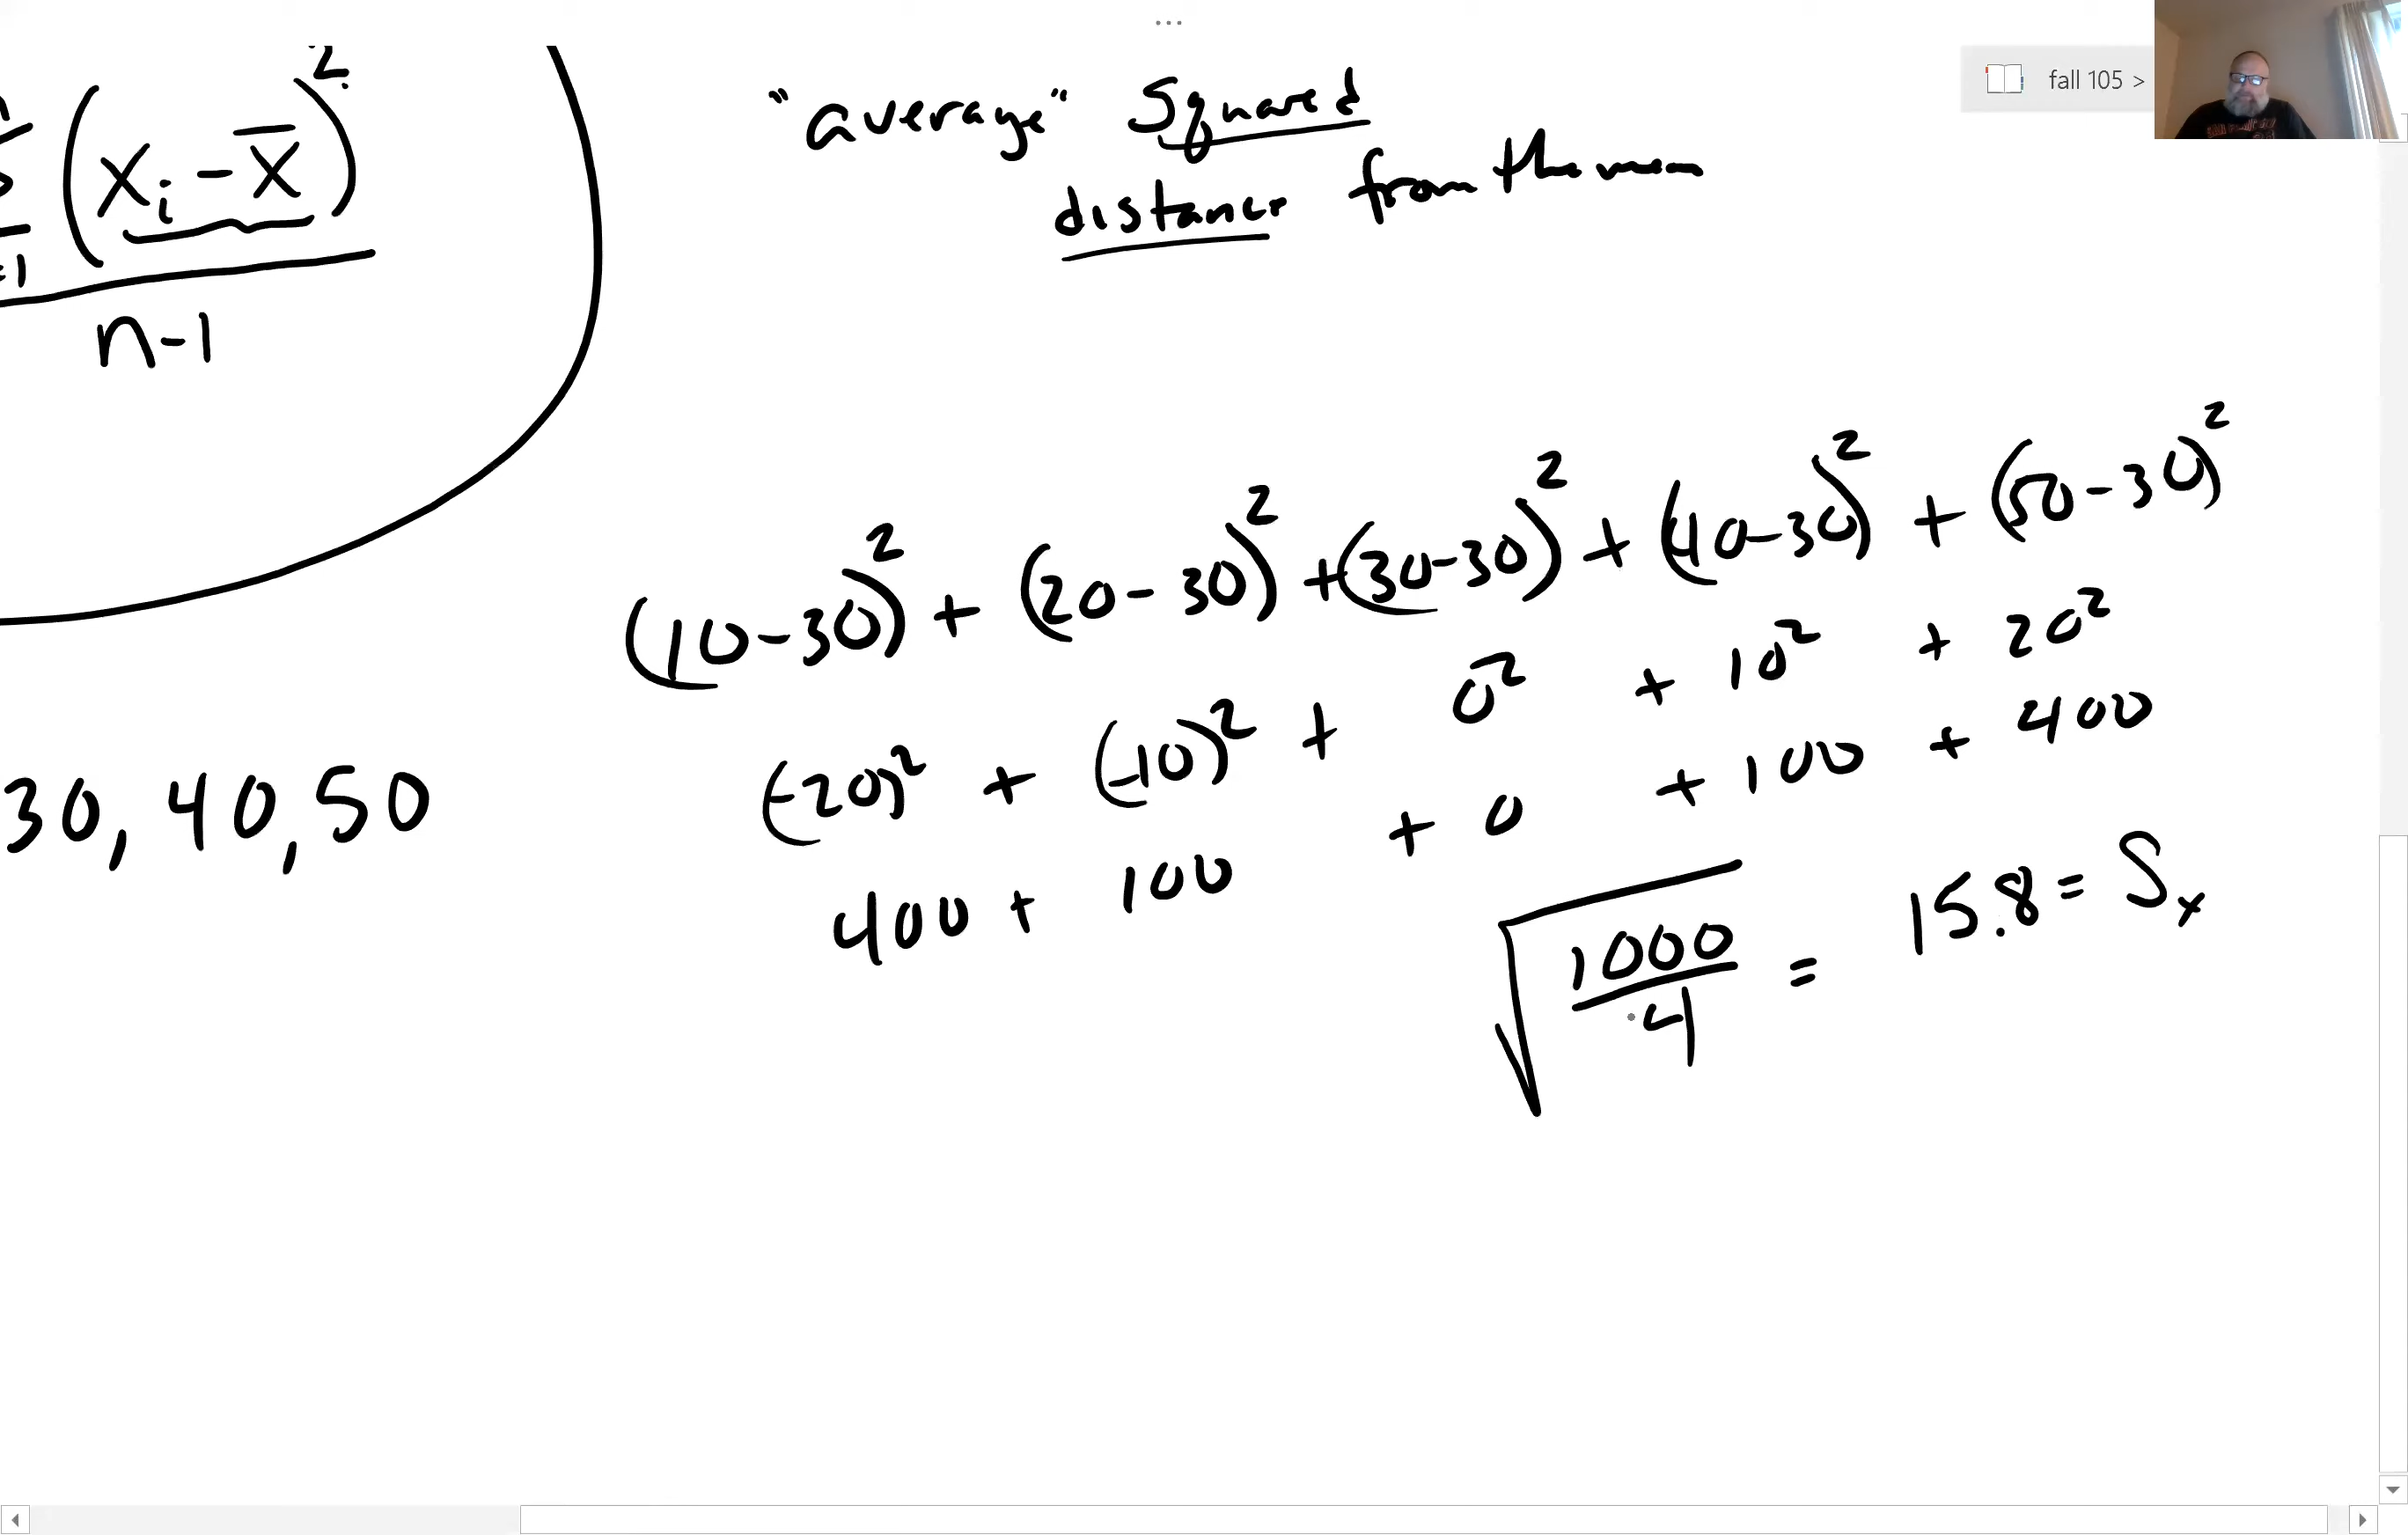 ...
fall 105 >
"average" Squared
distance from the mean
(xᵢ - x̄)²
=1
n-1
(10-30)² + (20-30)² + (30-30)² + (40-30)² + (50-30)²
(-20)² + (-10)² + 0² + 10² + 20²
400 + 100 + 0 + 100 + 400
30, 40, 50
√(1000/4) = 15.8 = Sx